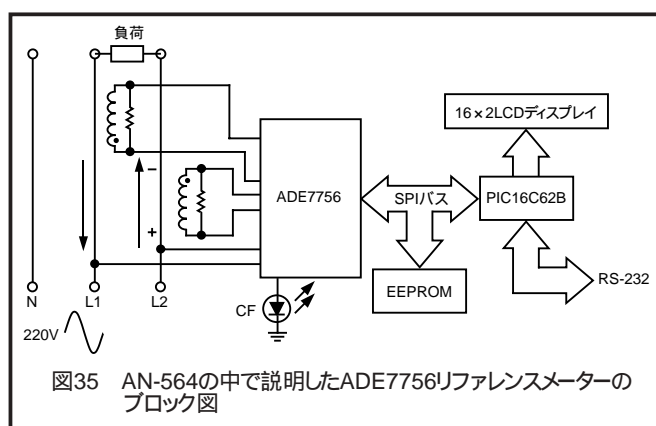 負荷
16×2LCDディスプレイ
ADE7756
SPIバス
PIC16C62B
−
+
EEPROM
RS-232
N
L1
L2
CF
220V
図35 AN-564の中で説明したADE7756リファレンスメーターの
ブロック図